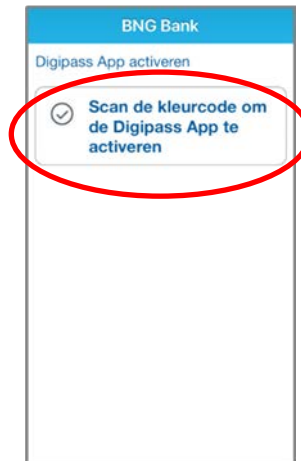 BNG Bank
Digipass App activeren
Scan de kleurcode om
de Digipass App te
activeren